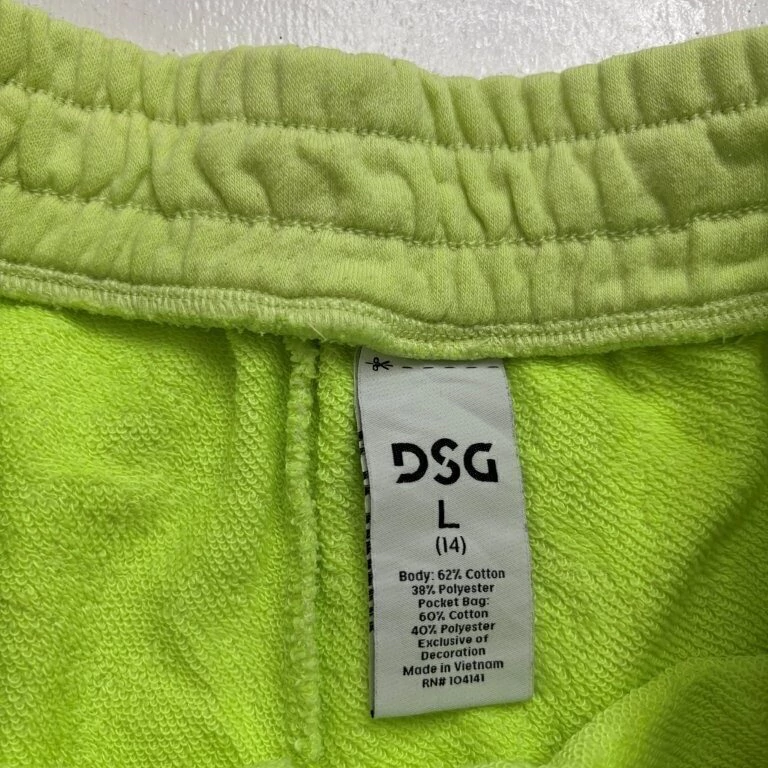 DSG
L
(14)
Body: 62% Cotton
38% Polyester
Pocket Bag:
60% Cotton
40% Polyester
Exclusive of
Decoration
Made in Vietnam
RN# 104141